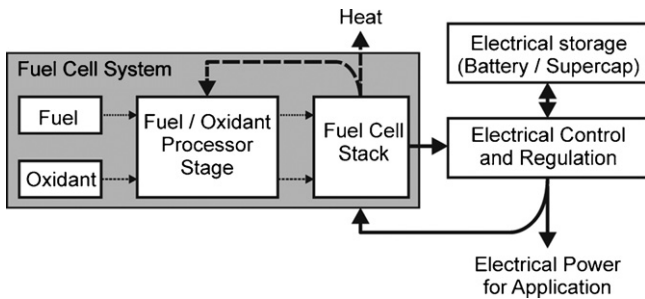 Heat
Fuel Cell System
Electrical storage
(Battery / Supercap)
Fuel
Fuel / Oxidant
Processor
Stage
Fuel Cell
Stack
Electrical Control
and Regulation
Oxidant
Electrical Power
for Application